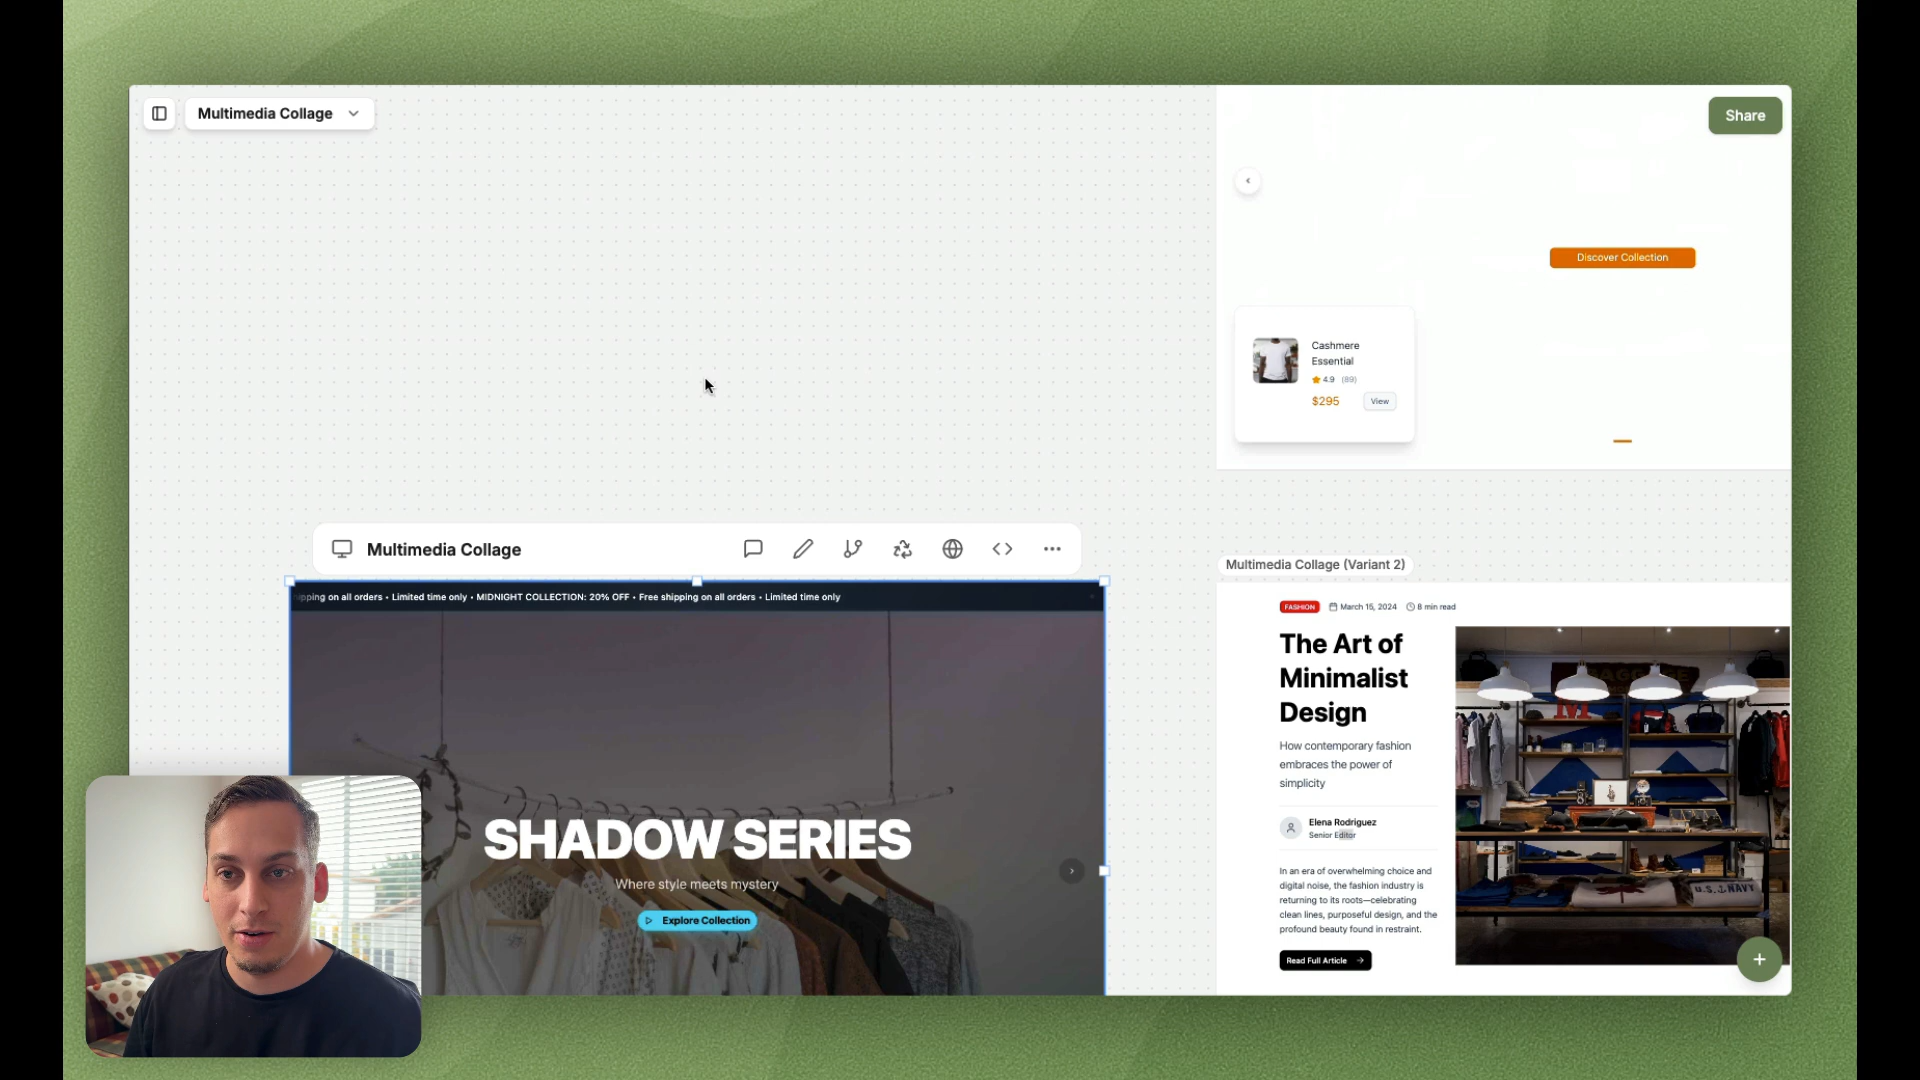 Multimedia Collage
Share
Discover Collection
Cashmere
Essential
4.9 (89)
$295
View
Multimedia Collage
pping on all orders • Limited time only • MIDNIGHT COLLECTION: 20% OFF • Free shipping on all orders • Limited time only
SHADOW SERIES
Where style meets mystery
Explore Collection
Multimedia Collage (Variant 2)
FASHION
March 15, 2024
8 min read
The Art of
Minimalist
Design
How contemporary fashion
embraces the power of
simplicity
Elena Rodriguez
Senior Editor
In an era of overwhelming choice and
digital noise, the fashion industry is
returning to its roots—celebrating
clean lines, purposeful design, and the
profound beauty found in restraint.
Read Full Article
U.S. NAVY